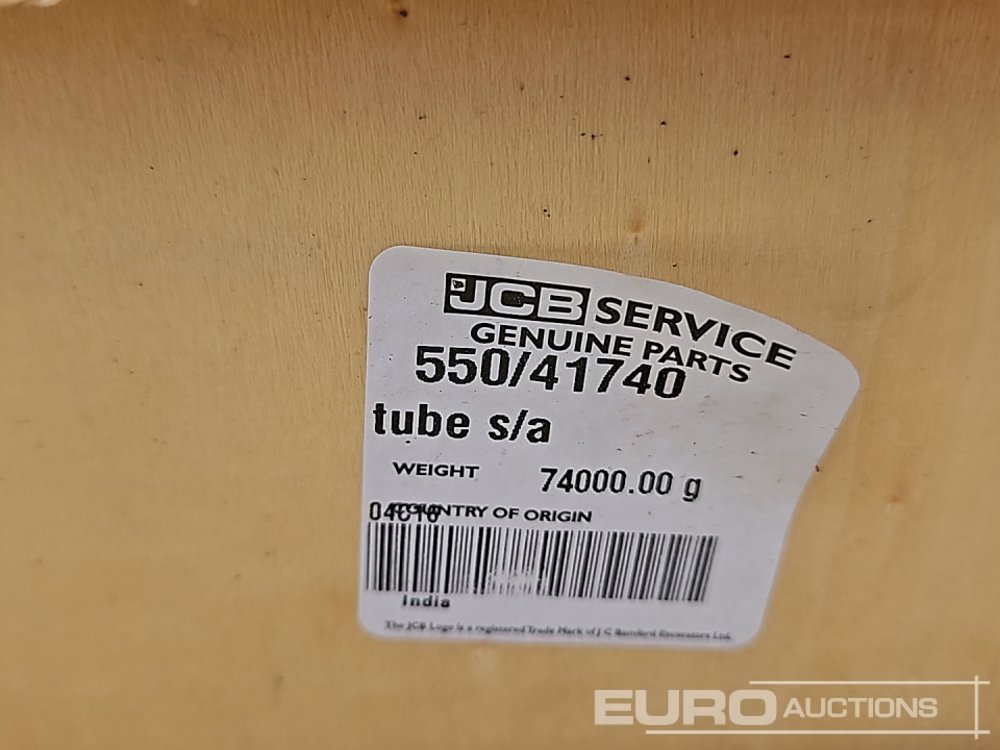 JCB SERVICE
GENUINE PARTS
550/41740
tube s/a
WEIGHT 74000.00 g
04C16 COUNTRY OF ORIGIN
India
The JCB Logo is a registered Trade Mark of J C Bamford Excavators Ltd.
EURO AUCTIONS